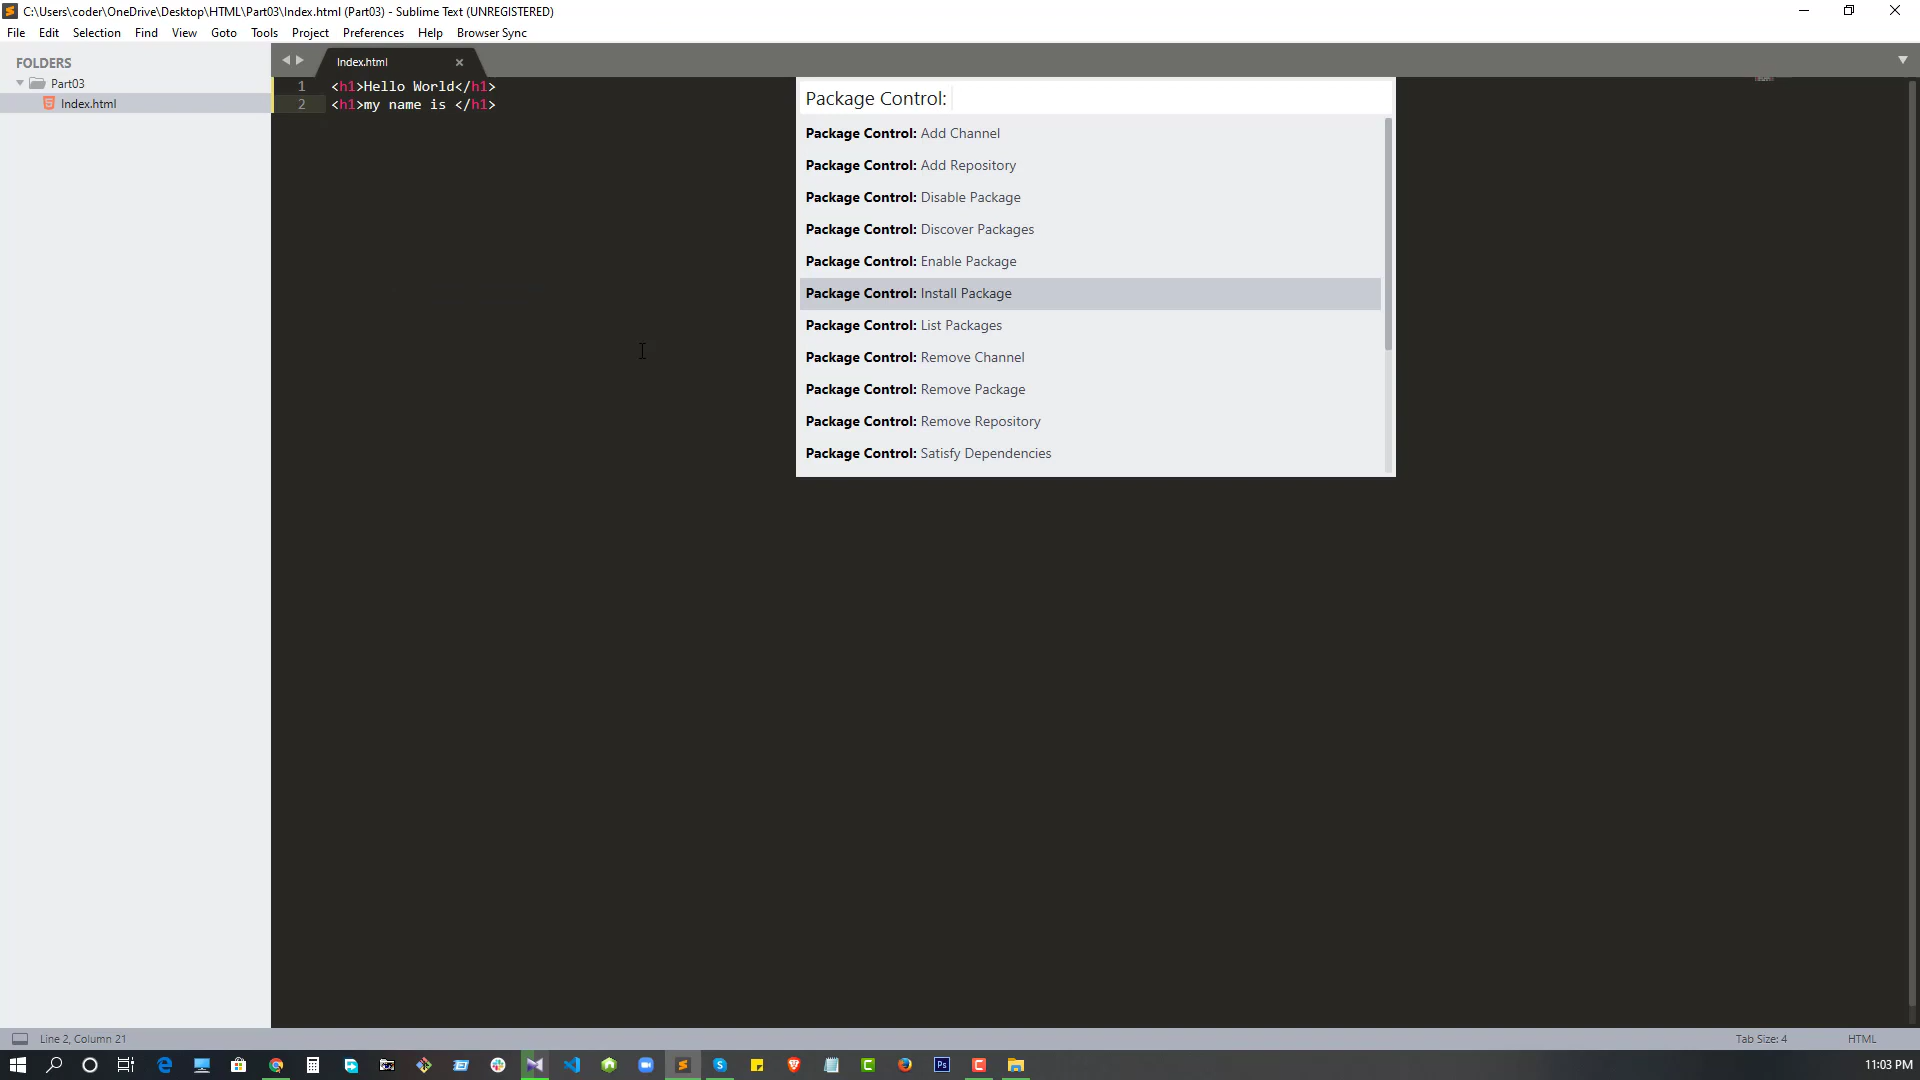 C:\Users\coder\OneDrive\Desktop\HTML\Part03\Index.html (Part03) - Sublime Text (UNREGISTERED)
File Edit Selection Find View Goto Tools Project Preferences Help Browser Sync
FOLDERS
Part03
Index.html
Index.html
1 <h1>Hello World</h1>
2 <h1>my name is </h1>
Package Control:
Package Control: Add Channel
Package Control: Add Repository
Package Control: Disable Package
Package Control: Discover Packages
Package Control: Enable Package
Package Control: Install Package
Package Control: List Packages
Package Control: Remove Channel
Package Control: Remove Package
Package Control: Remove Repository
Package Control: Satisfy Dependencies
Line 2, Column 21
Tab Size: 4
HTML
11:03 PM